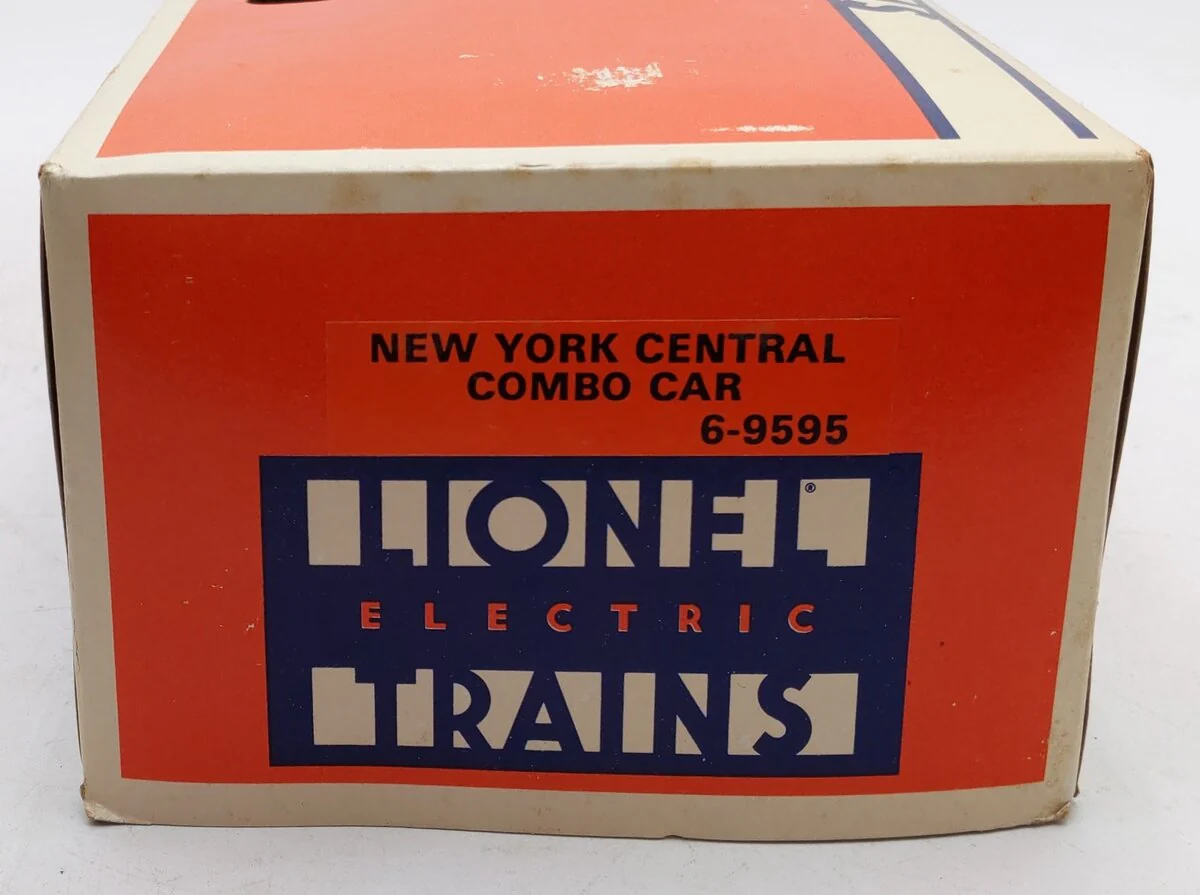 NEW YORK CENTRAL
COMBO CAR
6-9595
LIONEL®
ELECTRIC
TRAINS